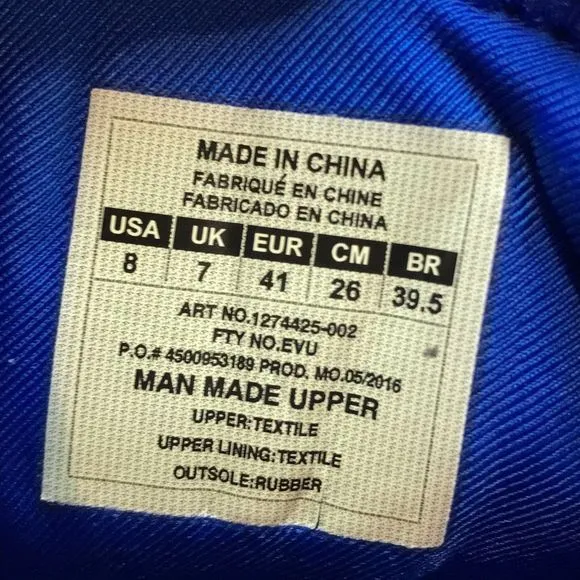 MADE IN CHINA
FABRIQUÉ EN CHINE
FABRICADO EN CHINA
USA UK EUR CM BR
8 7 41 26 39.5
ART NO.1274425-002
FTY NO.EVU
P.O.# 4500953189 PROD. MO.05/2016
MAN MADE UPPER
UPPER:TEXTILE
UPPER LINING:TEXTILE
OUTSOLE:RUBBER